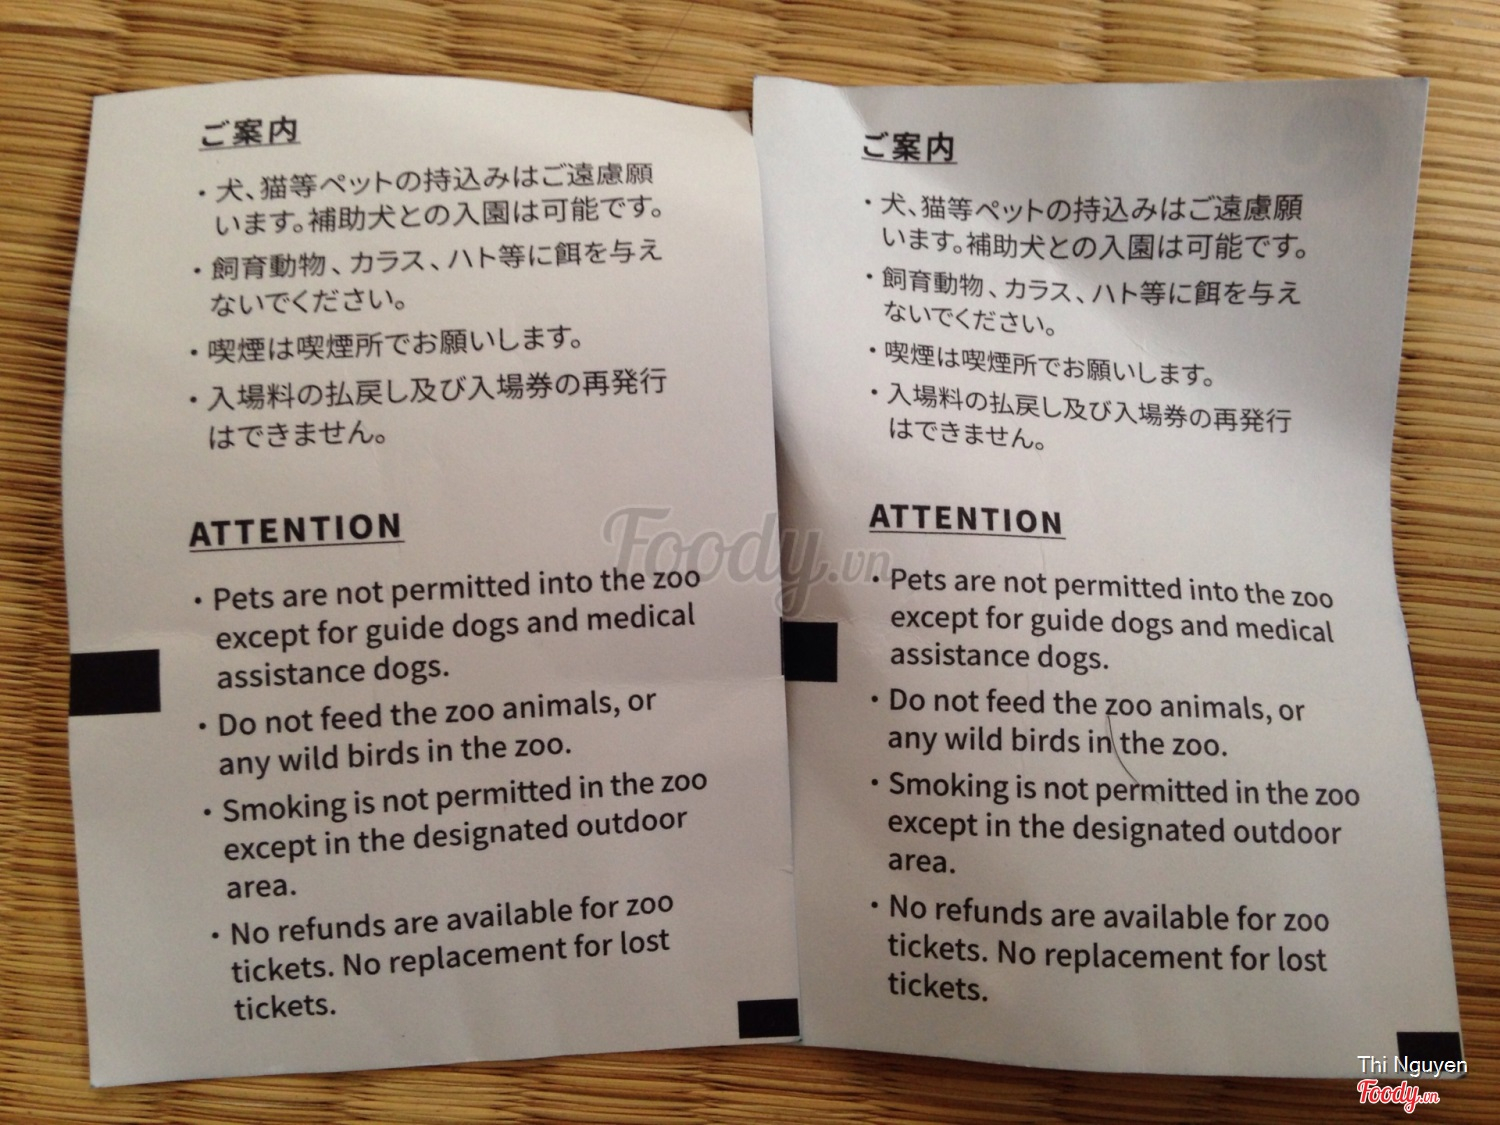 ご案内
・犬、猫等ペットの持込みはご遠慮願
います。補助犬との入園は可能です。
・飼育動物、カラス、ハト等に餌を与え
ないでください。
・喫煙は喫煙所でお願いします。
・入場料の払戻し及び入場券の再発行
はできません。
ATTENTION
・Pets are not permitted into the zoo
except for guide dogs and medical
assistance dogs.
・Do not feed the zoo animals, or
any wild birds in the zoo.
・Smoking is not permitted in the zoo
except in the designated outdoor
area.
・No refunds are available for zoo
tickets. No replacement for lost
tickets.
ご案内
・犬、猫等ペットの持込みはご遠慮願
います。補助犬との入園は可能です。
・飼育動物、カラス、ハト等に餌を与え
ないでください。
・喫煙は喫煙所でお願いします。
・入場料の払戻し及び入場券の再発行
はできません。
ATTENTION
・Pets are not permitted into the zoo
except for guide dogs and medical
assistance dogs.
・Do not feed the zoo animals, or
any wild birds in the zoo.
・Smoking is not permitted in the zoo
except in the designated outdoor
area.
・No refunds are available for zoo
tickets. No replacement for lost
tickets.
Foody.vn
Thi Nguyen
Foody.vn